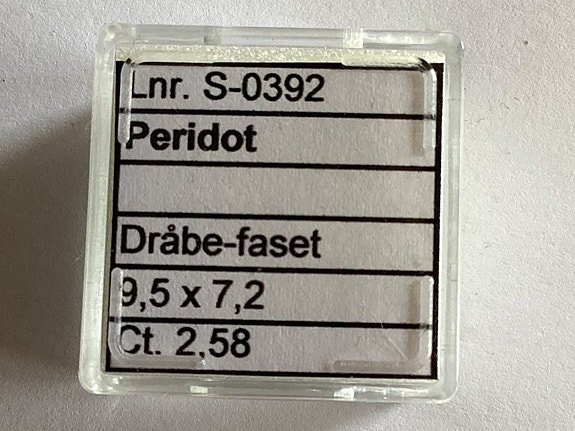 Lnr. S-0392
Peridot
Dråbe-faset
9,5 x 7,2
Ct. 2,58